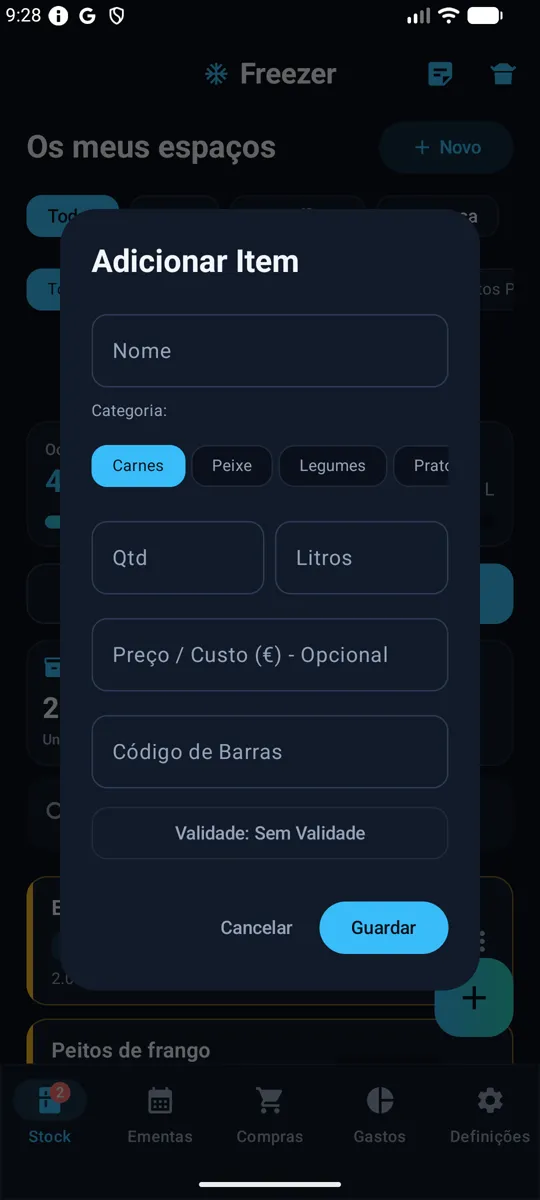 9:28
Freezer
Os meus espaços
+ Novo
Adicionar Item
Nome
Categoria:
Carnes
Peixe
Legumes
Qtd
Litros
L
Preço / Custo (€) - Opcional
Código de Barras
Validade: Sem Validade
Cancelar
Guardar
Peitos de frango
2
Stock
Ementas
Compras
Gastos
Definições